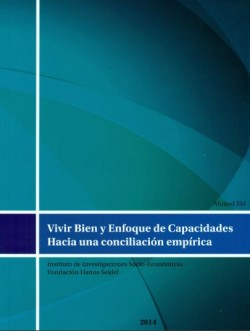 Ahmed Eid
Vivir Bien y Enfoque de Capacidades
Hacia una conciliación empírica
Instituto de Investigaciones Socio-Económicas
Fundación Hanns Seidel
2014